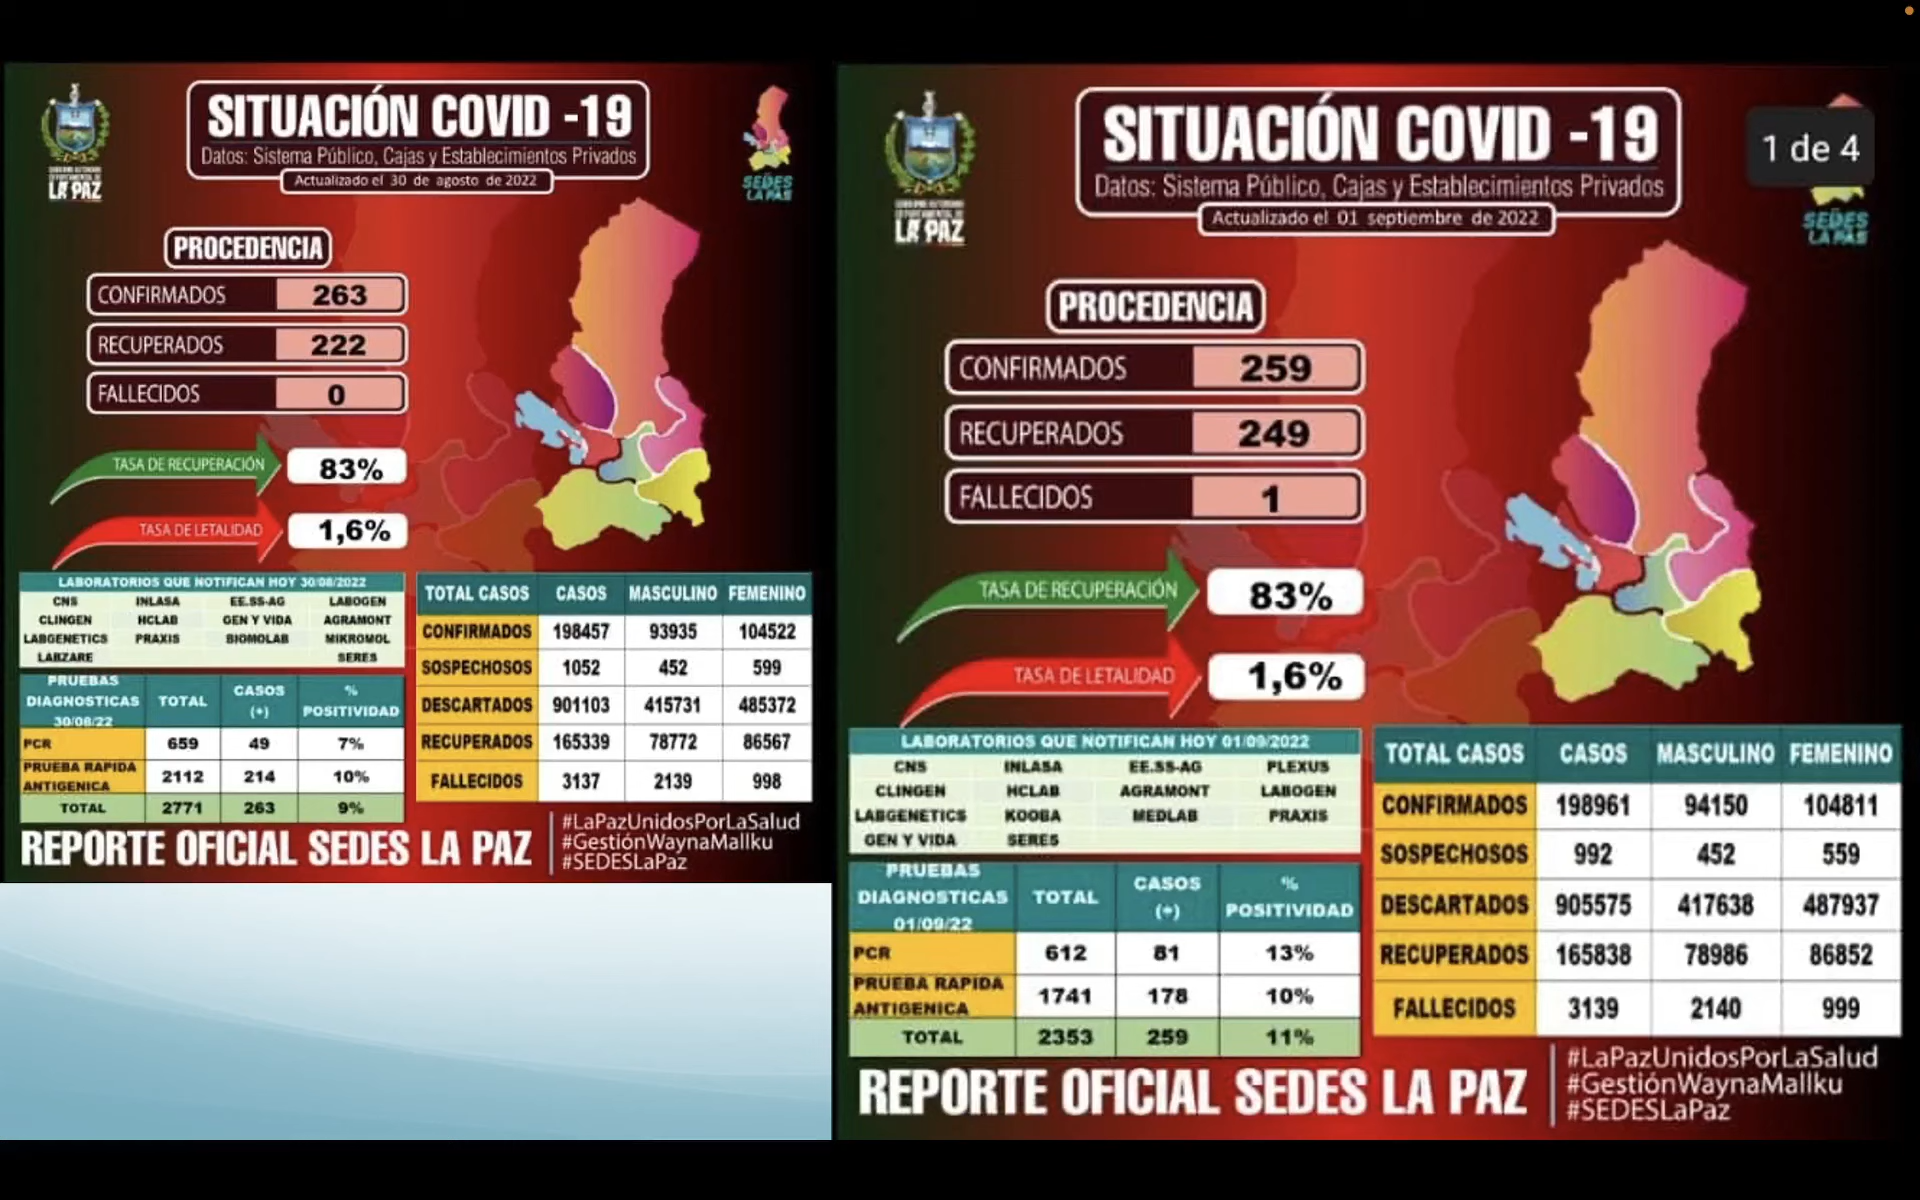 LA PAZ
SITUACIÓN COVID -19
Datos: Sistema Público, Cajas y Establecimientos Privados
Actualizado el 30 de agosto de 2022
SEDES
LA PAS
PROCEDENCIA
CONFIRMADOS 263
RECUPERADOS 222
FALLECIDOS 0
TASA DE RECUPERACIÓN 83%
TASA DE LETALIDAD 1,6%
LABORATORIOS QUE NOTIFICAN HOY 30/08/2022
CNS INLASA EE.SS-AG LABOGEN
CLINGEN HCLAB GEN Y VIDA AGRAMONT
LABGENETICS PRAXIS BIOMOLAB MIKROMOL
LABZARE SERES
PRUEBAS DIAGNOSTICAS 30/08/22 TOTAL CASOS (+) % POSITIVIDAD
PCR 659 49 7%
PRUEBA RAPIDA ANTIGENICA 2112 214 10%
TOTAL 2771 263 9%
TOTAL CASOS CASOS MASCULINO FEMENINO
CONFIRMADOS 198457 93935 104522
SOSPECHOSOS 1052 452 599
DESCARTADOS 901103 415731 485372
RECUPERADOS 165339 78772 86567
FALLECIDOS 3137 2139 998
REPORTE OFICIAL SEDES LA PAZ
#LaPazUnidosPorLaSalud
#GestiónWaynaMallku
#SEDESLaPaz
LA PAZ
SITUACIÓN COVID -19
Datos: Sistema Público, Cajas y Establecimientos Privados
Actualizado el 01 septiembre de 2022
1 de 4
SEDES
LA PAS
PROCEDENCIA
CONFIRMADOS 259
RECUPERADOS 249
FALLECIDOS 1
TASA DE RECUPERACIÓN 83%
TASA DE LETALIDAD 1,6%
LABORATORIOS QUE NOTIFICAN HOY 01/09/2022
CNS INLASA EE.SS-AG PLEXUS
CLINGEN HCLAB AGRAMONT LABOGEN
LABGENETICS KOOBA MEDLAB PRAXIS
GEN Y VIDA SERES
PRUEBAS DIAGNOSTICAS 01/09/22 TOTAL CASOS (+) % POSITIVIDAD
PCR 612 81 13%
PRUEBA RAPIDA ANTIGENICA 1741 178 10%
TOTAL 2353 259 11%
TOTAL CASOS CASOS MASCULINO FEMENINO
CONFIRMADOS 198961 94150 104811
SOSPECHOSOS 992 452 559
DESCARTADOS 905575 417638 487937
RECUPERADOS 165838 78986 86852
FALLECIDOS 3139 2140 999
REPORTE OFICIAL SEDES LA PAZ
#LaPazUnidosPorLaSalud
#GestiónWaynaMallku
#SEDESLaPaz